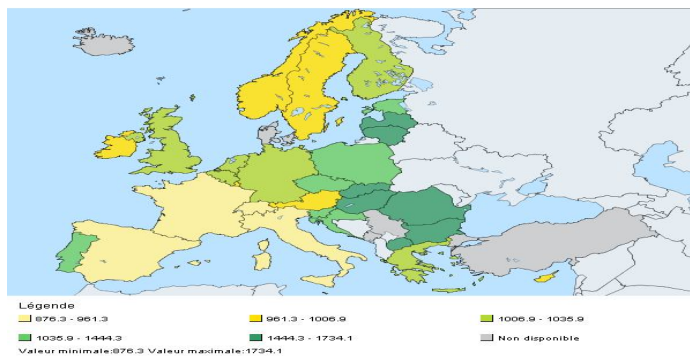 Légende
876.3 - 961.3 961.3 - 1006.9 1006.9 - 1035.9
1035.9 - 1444.3 1444.3 - 1734.1 Non disponible
Valeur minimale:876.3 Valeur maximale:1734.1